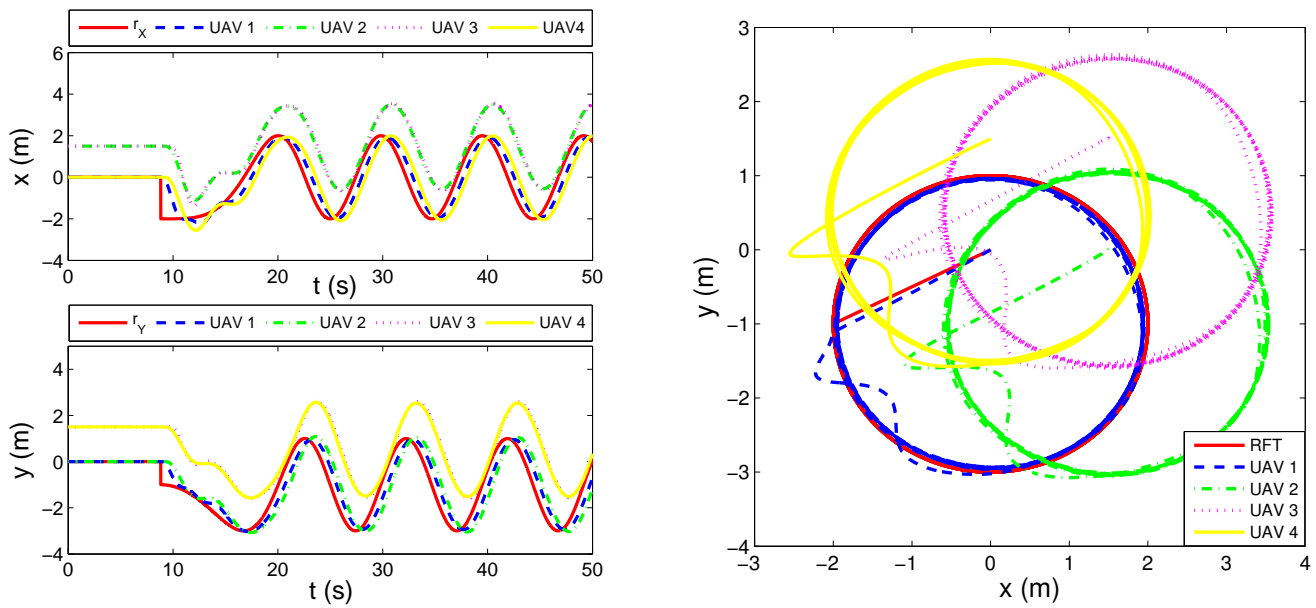 r_X UAV 1 UAV 2 UAV 3 UAV4
6
4
2
0
−2
−4
x (m)
0 10 20 30 40 50
t (s)
r_Y UAV 1 UAV 2 UAV 3 UAV 4
4
2
0
−2
−4
y (m)
0 10 20 30 40 50
t (s)
3
2
1
0
−1
−2
−3
−4
y (m)
−3 −2 −1 0 1 2 3 4
x (m)
RFT
UAV 1
UAV 2
UAV 3
UAV 4